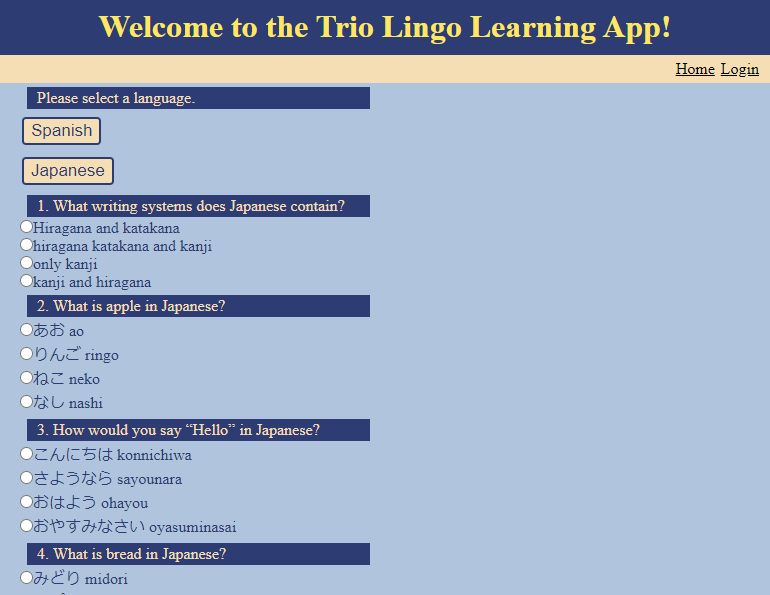 Welcome to the Trio Lingo Learning App!
Home Login
Please select a language.
Spanish
Japanese
1. What writing systems does Japanese contain?
Hiragana and katakana
hiragana katakana and kanji
only kanji
kanji and hiragana
2. What is apple in Japanese?
あお ao
りんご ringo
ねこ neko
なし nashi
3. How would you say “Hello” in Japanese?
こんにちは konnichiwa
さようなら sayounara
おはよう ohayou
おやすみなさい oyasuminasai
4. What is bread in Japanese?
みどり midori